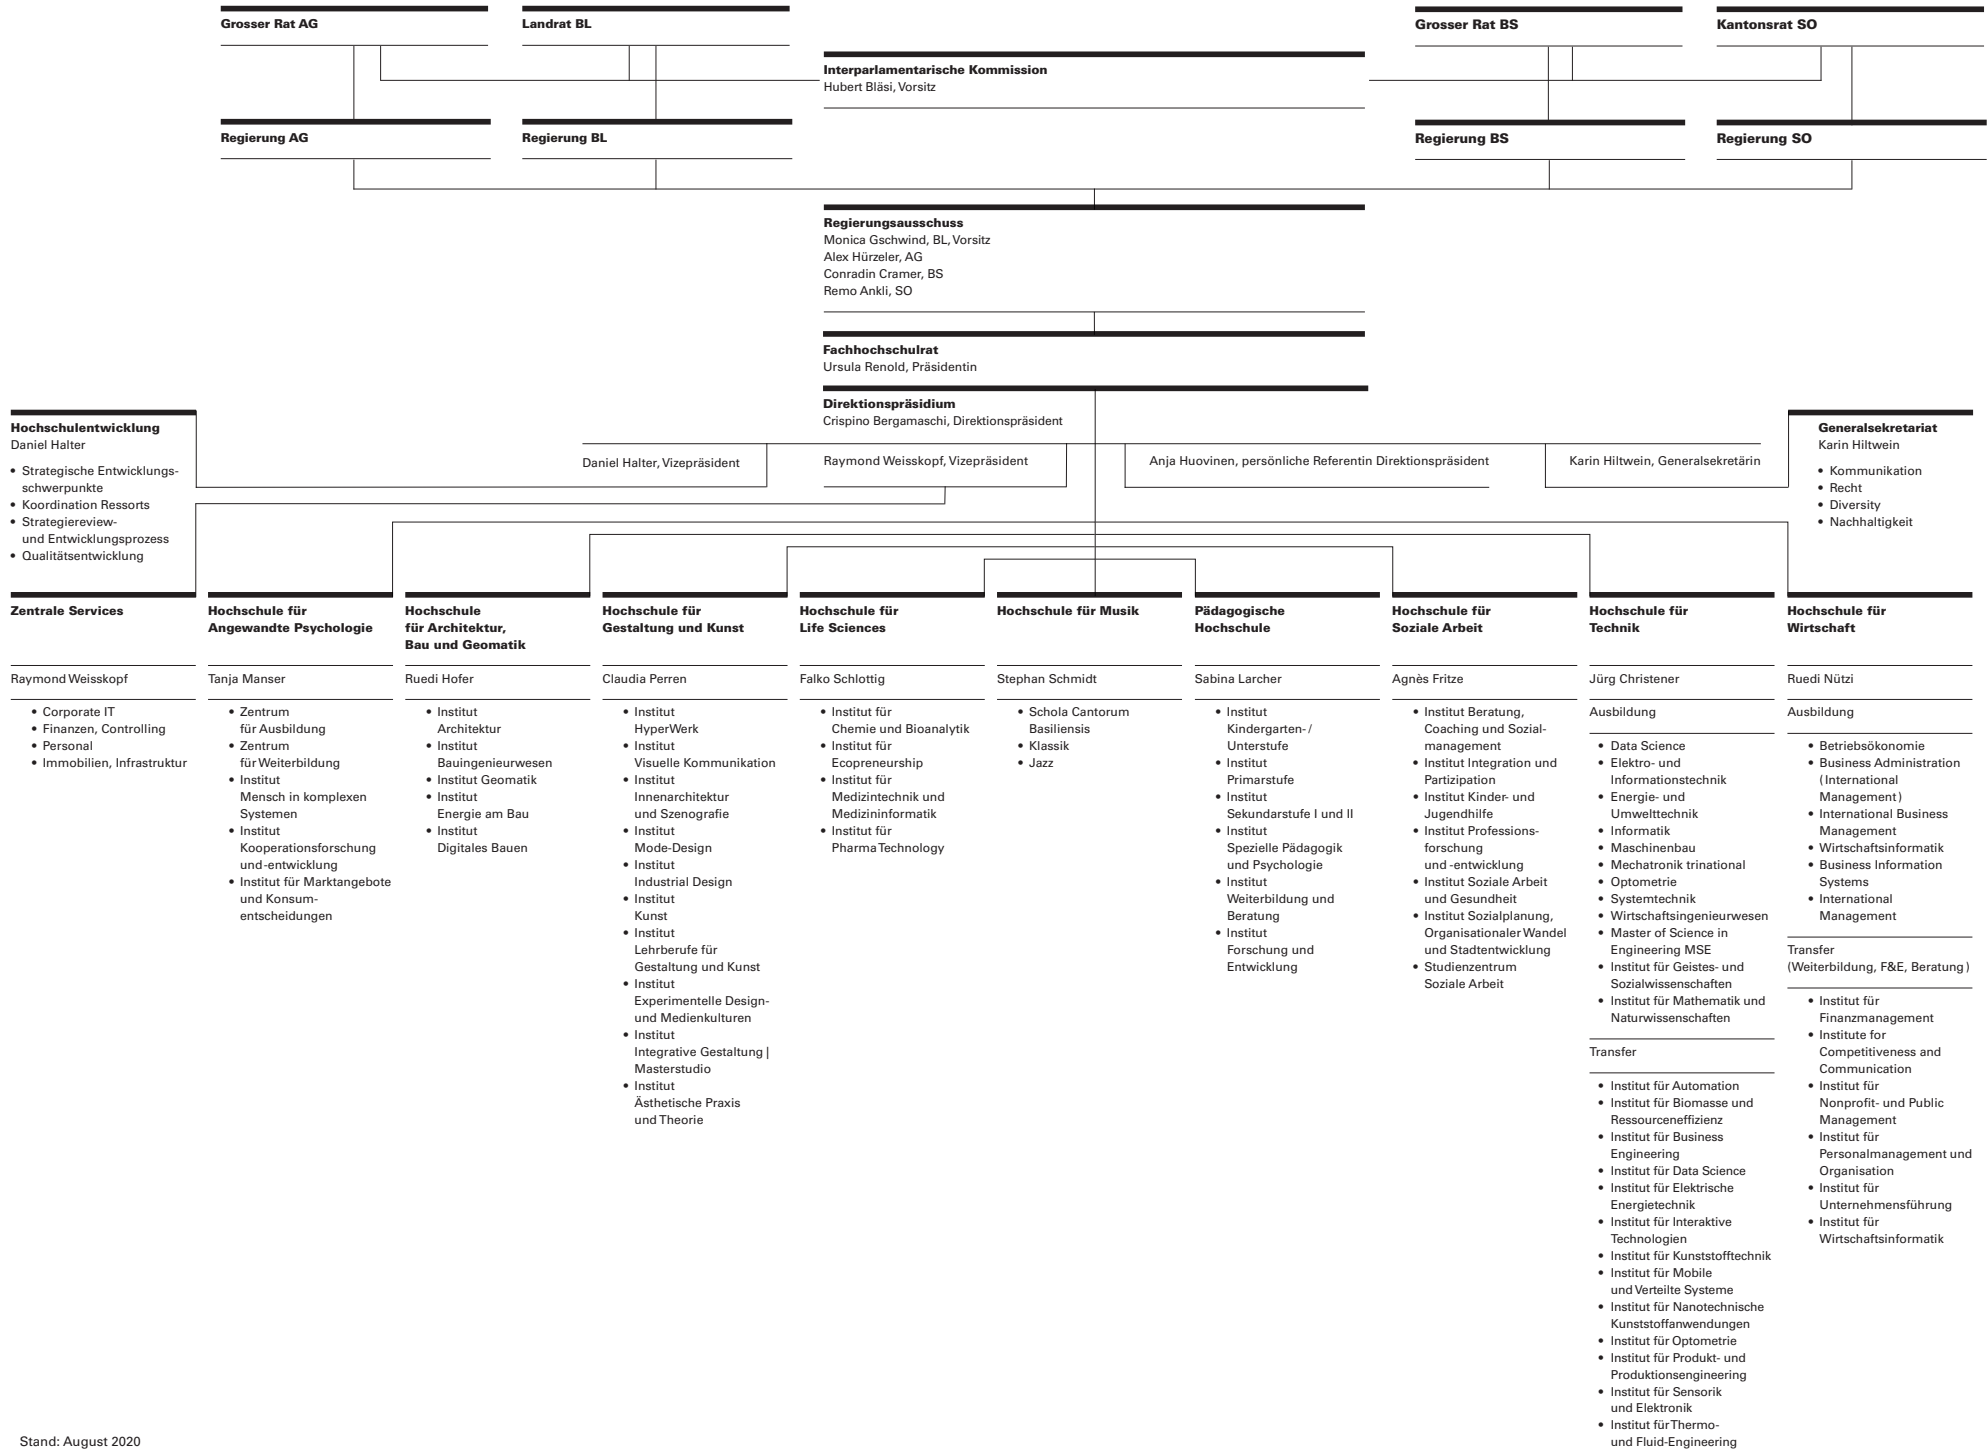 Grosser Rat AG
Landrat BL
Grosser Rat BS
Kantonsrat SO
Interparlamentarische Kommission
Hubert Bläsi, Vorsitz
Regierung AG
Regierung BL
Regierung BS
Regierung SO
Regierungsausschuss
Monica Gschwind, BL, Vorsitz
Alex Hürzeler, AG
Conradin Cramer, BS
Remo Ankli, SO
Fachhochschulrat
Ursula Renold, Präsidentin
Direktionspräsidium
Crispino Bergamaschi, Direktionspräsident
Hochschulentwicklung
Daniel Halter
• Strategische Entwicklungs-
schwerpunkte
• Koordination Ressorts
• Strategiereview-
und Entwicklungsprozess
• Qualitätsentwicklung
Daniel Halter, Vizepräsident
Raymond Weisskopf, Vizepräsident
Anja Huovinen, persönliche Referentin Direktionspräsident
Karin Hiltwein, Generalsekretärin
Generalsekretariat
Karin Hiltwein
• Kommunikation
• Recht
• Diversity
• Nachhaltigkeit
Zentrale Services
Raymond Weisskopf
• Corporate IT
• Finanzen, Controlling
• Personal
• Immobilien, Infrastruktur
Hochschule für
Angewandte Psychologie
Tanja Manser
• Zentrum
für Ausbildung
• Zentrum
für Weiterbildung
• Institut
Mensch in komplexen
Systemen
• Institut
Kooperationsforschung
und -entwicklung
• Institut für Marktangebote
und Konsum-
entscheidungen
Hochschule
für Architektur,
Bau und Geomatik
Ruedi Hofer
• Institut
Architektur
• Institut
Bauingenieurwesen
• Institut Geomatik
• Institut
Energie am Bau
• Institut
Digitales Bauen
Hochschule für
Gestaltung und Kunst
Claudia Perren
• Institut
HyperWerk
• Institut
Visuelle Kommunikation
• Institut
Innenarchitektur
und Szenografie
• Institut
Mode-Design
• Institut
Industrial Design
• Institut
Kunst
• Institut
Lehrberufe für
Gestaltung und Kunst
• Institut
Experimentelle Design-
und Medienkulturen
• Institut
Integrative Gestaltung |
Masterstudio
• Institut
Ästhetische Praxis
und Theorie
Hochschule für
Life Sciences
Falko Schlottig
• Institut für
Chemie und Bioanalytik
• Institut für
Ecopreneurship
• Institut für
Medizintechnik und
Medizininformatik
• Institut für
Pharma Technology
Hochschule für Musik
Stephan Schmidt
• Schola Cantorum
Basiliensis
• Klassik
• Jazz
Pädagogische
Hochschule
Sabina Larcher
• Institut
Kindergarten- /
Unterstufe
• Institut
Primarstufe
• Institut
Sekundarstufe I und II
• Institut
Spezielle Pädagogik
und Psychologie
• Institut
Weiterbildung und
Beratung
• Institut
Forschung und
Entwicklung
Hochschule für
Soziale Arbeit
Agnès Fritze
• Institut Beratung,
Coaching und Sozial-
management
• Institut Integration und
Partizipation
• Institut Kinder- und
Jugendhilfe
• Institut Professions-
forschung
und -entwicklung
• Institut Soziale Arbeit
und Gesundheit
• Institut Sozialplanung,
Organisationaler Wandel
und Stadtentwicklung
• Studienzentrum
Soziale Arbeit
Hochschule für
Technik
Jürg Christener
Ausbildung
• Data Science
• Elektro- und
Informationstechnik
• Energie- und
Umwelttechnik
• Informatik
• Maschinenbau
• Mechatronik trinational
• Optometrie
• Systemtechnik
• Wirtschaftsingenieurwesen
• Master of Science in
Engineering MSE
• Institut für Geistes- und
Sozialwissenschaften
• Institut für Mathematik und
Naturwissenschaften
Transfer
• Institut für Automation
• Institut für Biomasse und
Ressourceneffizienz
• Institut für Business
Engineering
• Institut für Data Science
• Institut für Elektrische
Energietechnik
• Institut für Interaktive
Technologien
• Institut für Kunststofftechnik
• Institut für Mobile
und Verteilte Systeme
• Institut für Nanotechnische
Kunststoffanwendungen
• Institut für Optometrie
• Institut für Produkt- und
Produktionsengineering
• Institut für Sensorik
und Elektronik
• Institut für Thermo-
und Fluid-Engineering
Hochschule für
Wirtschaft
Ruedi Nützi
Ausbildung
• Betriebsökonomie
• Business Administration
(International
Management)
• International Business
Management
• Wirtschaftsinformatik
• Business Information
Systems
• International
Management
Transfer
(Weiterbildung, F&E, Beratung)
• Institut für
Finanzmanagement
• Institute for
Competitiveness and
Communication
• Institut für
Nonprofit- und Public
Management
• Institut für
Personalmanagement und
Organisation
• Institut für
Unternehmensführung
• Institut für
Wirtschaftsinformatik
Stand: August 2020